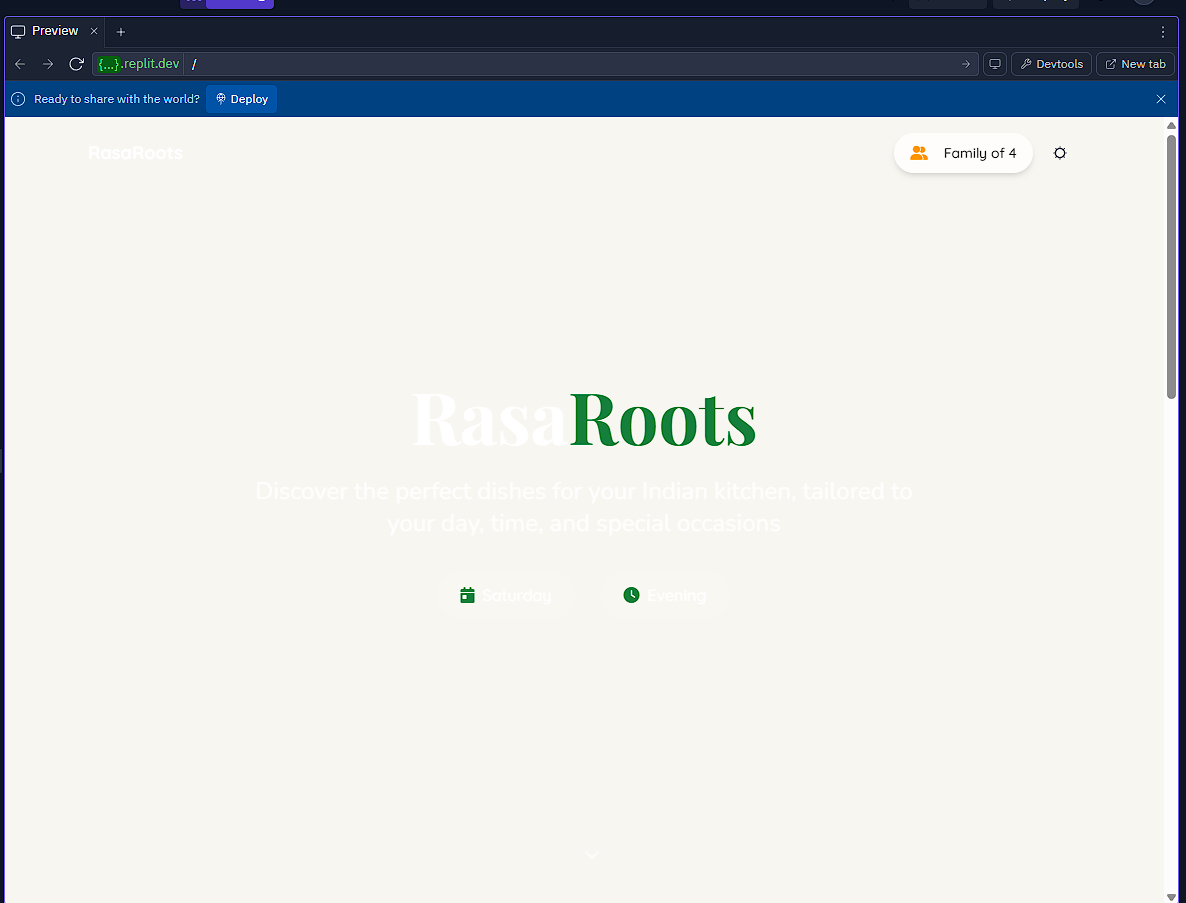 Preview
{...}.replit.dev /
Devtools
New tab
Ready to share with the world?
Deploy
RasaRoots
Family of 4
RasaRoots
Discover the perfect dishes for your Indian kitchen, tailored to
your day, time, and special occasions
Saturday
Evening